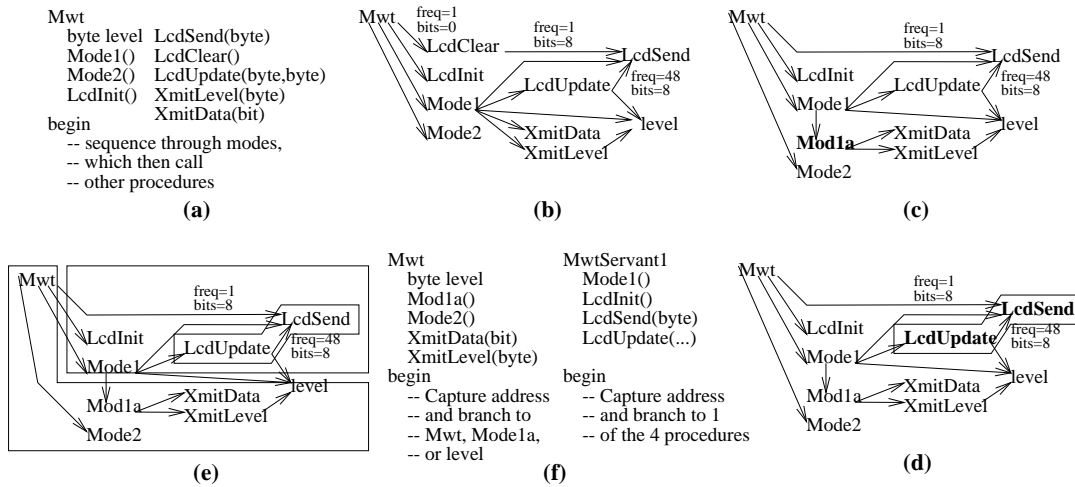 Mwt
byte level LcdSend(byte)
Mode1() LcdClear()
Mode2() LcdUpdate(byte,byte)
LcdInit() XmitLevel(byte)
XmitData(bit)
begin
-- sequence through modes,
-- which then call
-- other procedures
(a)
Mwt
freq=1
bits=0
LcdClear
freq=1
bits=8
LcdSend
LcdInit
LcdUpdate
freq=48
bits=8
Mode1
level
Mode2
XmitData
XmitLevel
(b)
Mwt
freq=1
bits=8
LcdSend
LcdInit
LcdUpdate
freq=48
bits=8
Mode1
level
Mod1a
XmitData
XmitLevel
Mode2
(c)
Mwt
freq=1
bits=8
LcdSend
LcdInit
LcdUpdate
freq=48
bits=8
Mode1
level
Mod1a
XmitData
XmitLevel
Mode2
(e)
Mwt
byte level
Mod1a()
Mode2()
XmitData(bit)
XmitLevel(byte)
begin
-- Capture address
-- and branch to
-- Mwt, Mode1a,
-- or level
MwtServant1
Mode1()
LcdInit()
LcdSend(byte)
LcdUpdate(...)
begin
-- Capture address
-- and branch to 1
-- of the 4 procedures
(f)
Mwt
freq=1
bits=8
LcdSend
LcdInit
LcdUpdate
freq=48
bits=8
Mode1
level
Mod1a
XmitData
XmitLevel
Mode2
(d)